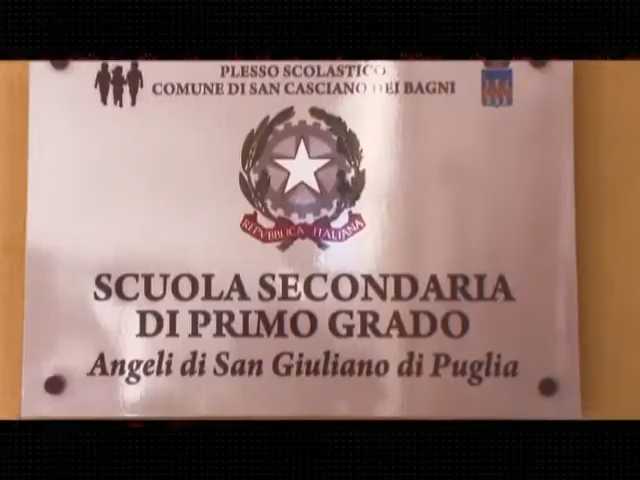 PLESSO SCOLASTICO
COMUNE DI SAN CASCIANO DEI BAGNI
REPVBBLICA ITALIANA
SCUOLA SECONDARIA
DI PRIMO GRADO
Angeli di San Giuliano di Puglia